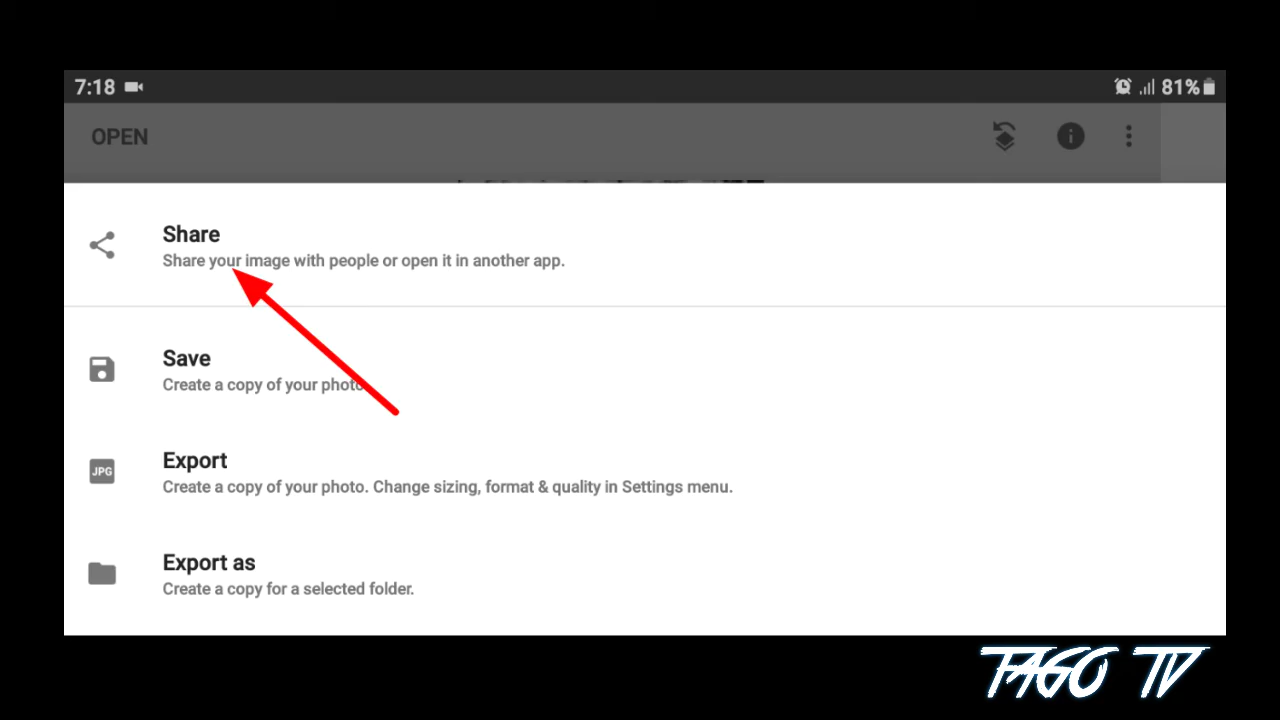 7:18
81%
OPEN
Share
Share your image with people or open it in another app.
Save
Create a copy of your photo
Export
JPG
Create a copy of your photo. Change sizing, format & quality in Settings menu.
Export as
Create a copy for a selected folder.
TAGO TV